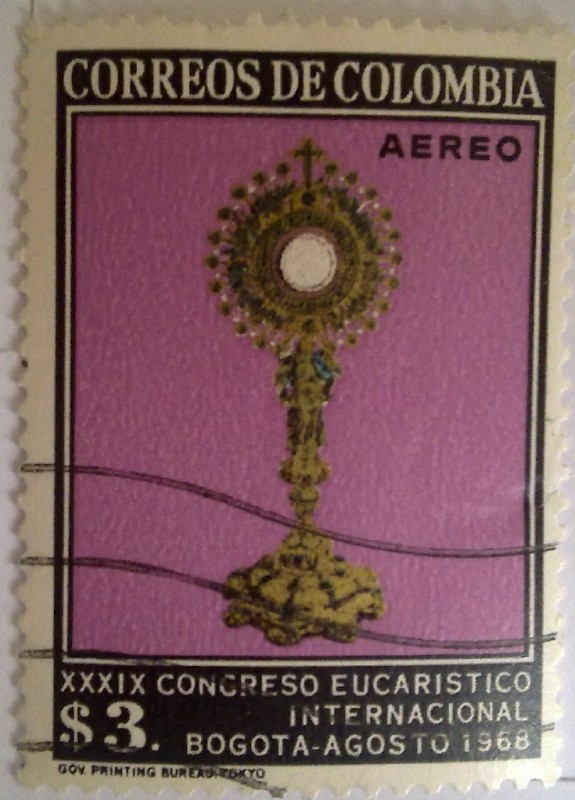 CORREOS DE COLOMBIA
AEREO
XXXIX CONGRESO EUCARISTICO
INTERNACIONAL
$3.
BOGOTA-AGOSTO 1968
GOV. PRINTING BUREAU, TOKYO